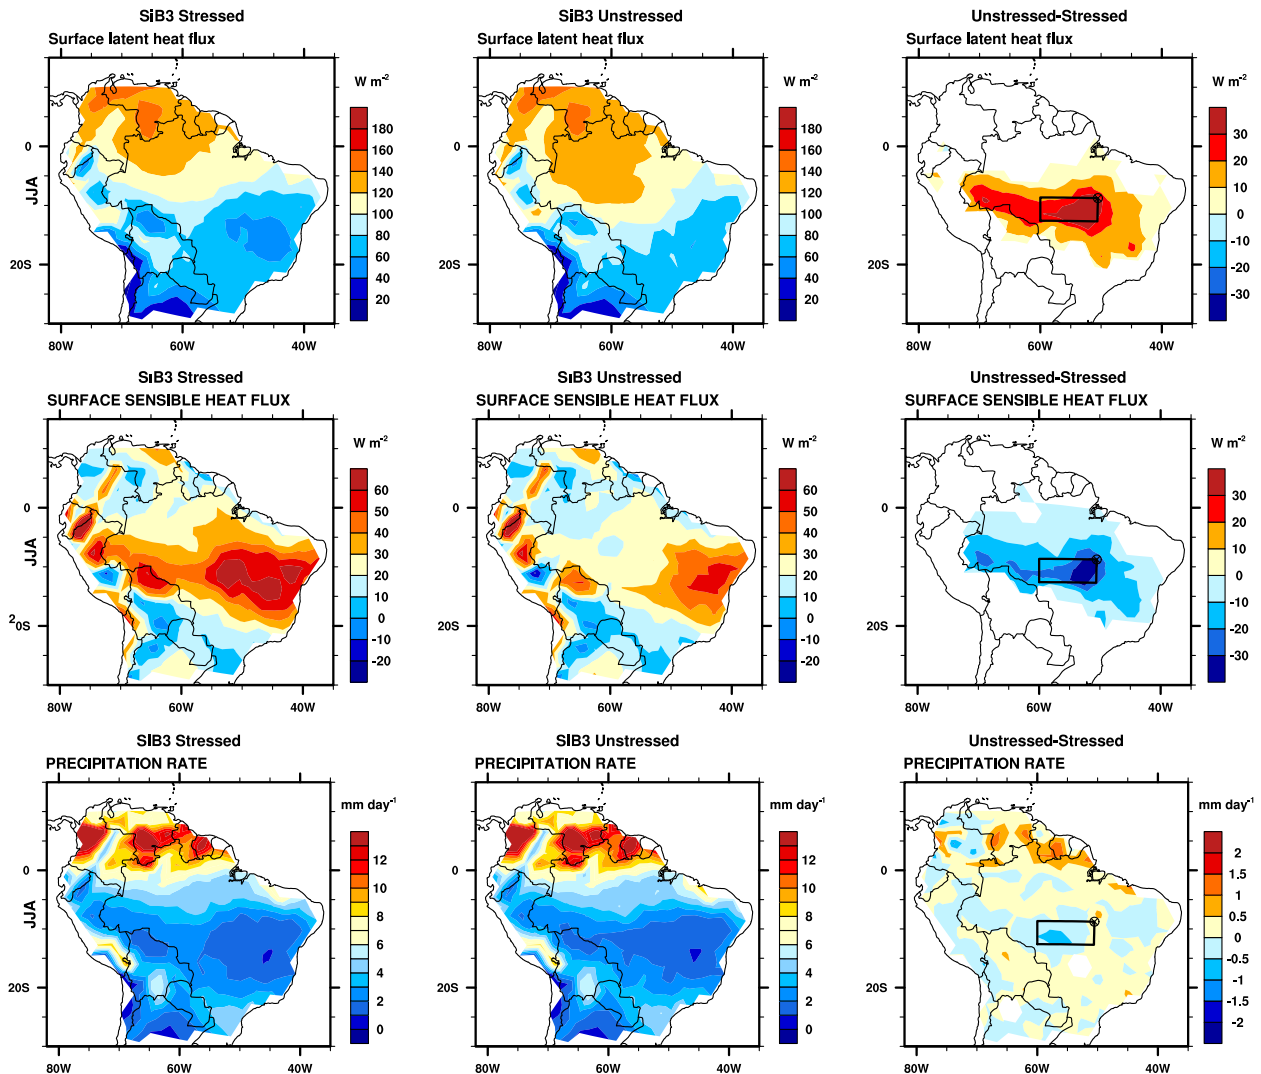 SiB3 Stressed
Surface latent heat flux
W m-2
180
160
140
120
100
80
60
40
20
0
20S
JJA
80W
60W
40W
SiB3 Unstressed
Surface latent heat flux
W m-2
180
160
140
120
100
80
60
40
20
0
20S
80W
60W
40W
Unstressed-Stressed
Surface latent heat flux
W m-2
30
20
10
0
-10
-20
-30
0
20S
80W
60W
40W
SiB3 Stressed
SURFACE SENSIBLE HEAT FLUX
W m-2
60
50
40
30
20
10
0
-10
-20
0
20S
JJA
80W
60W
40W
SiB3 Unstressed
SURFACE SENSIBLE HEAT FLUX
W m-2
60
50
40
30
20
10
0
-10
-20
0
20S
80W
60W
40W
Unstressed-Stressed
SURFACE SENSIBLE HEAT FLUX
W m-2
30
20
10
0
-10
-20
-30
0
20S
80W
60W
40W
SiB3 Stressed
PRECIPITATION RATE
mm day-1
12
10
8
6
4
2
1
0
0
20S
JJA
80W
60W
40W
SiB3 Unstressed
PRECIPITATION RATE
mm day-1
12
10
8
6
4
2
1
0
0
20S
80W
60W
40W
Unstressed-Stressed
PRECIPITATION RATE
mm day-1
2
1.5
1
0.5
0
-0.5
-1
-1.5
-2
0
20S
80W
60W
40W